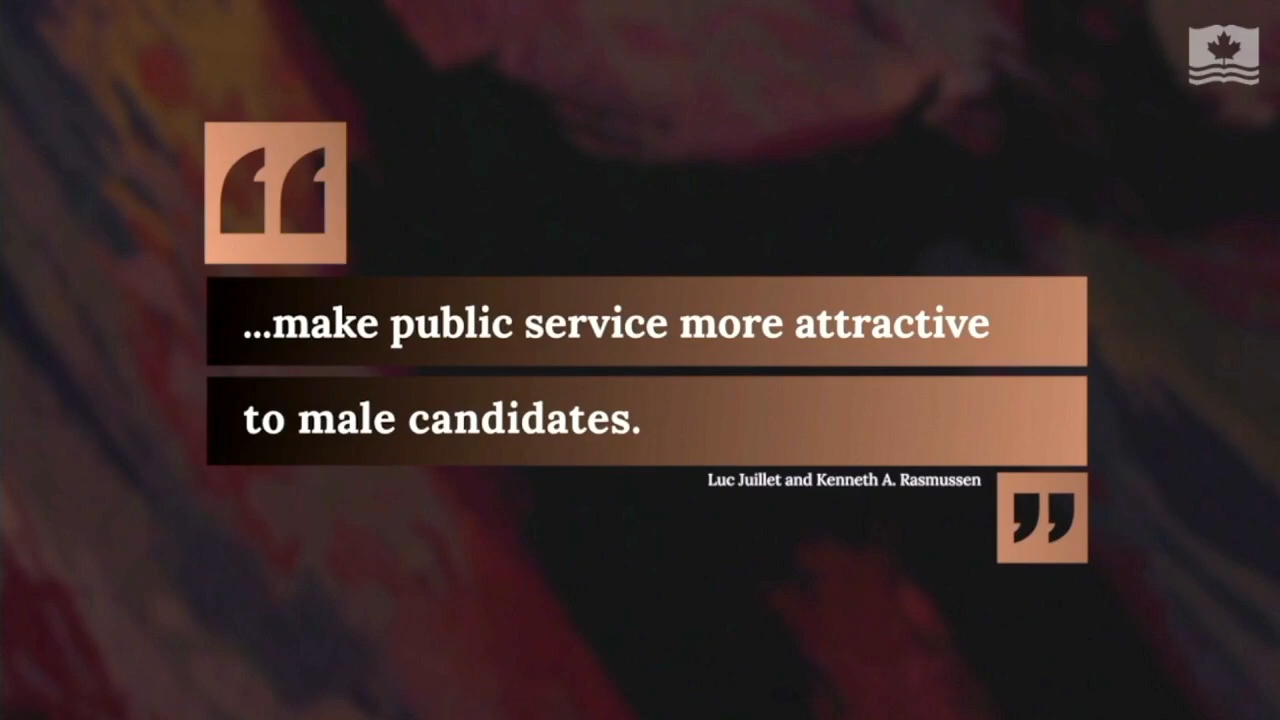 “
...make public service more attractive
to male candidates.
Luc Juillet and Kenneth A. Rasmussen
”